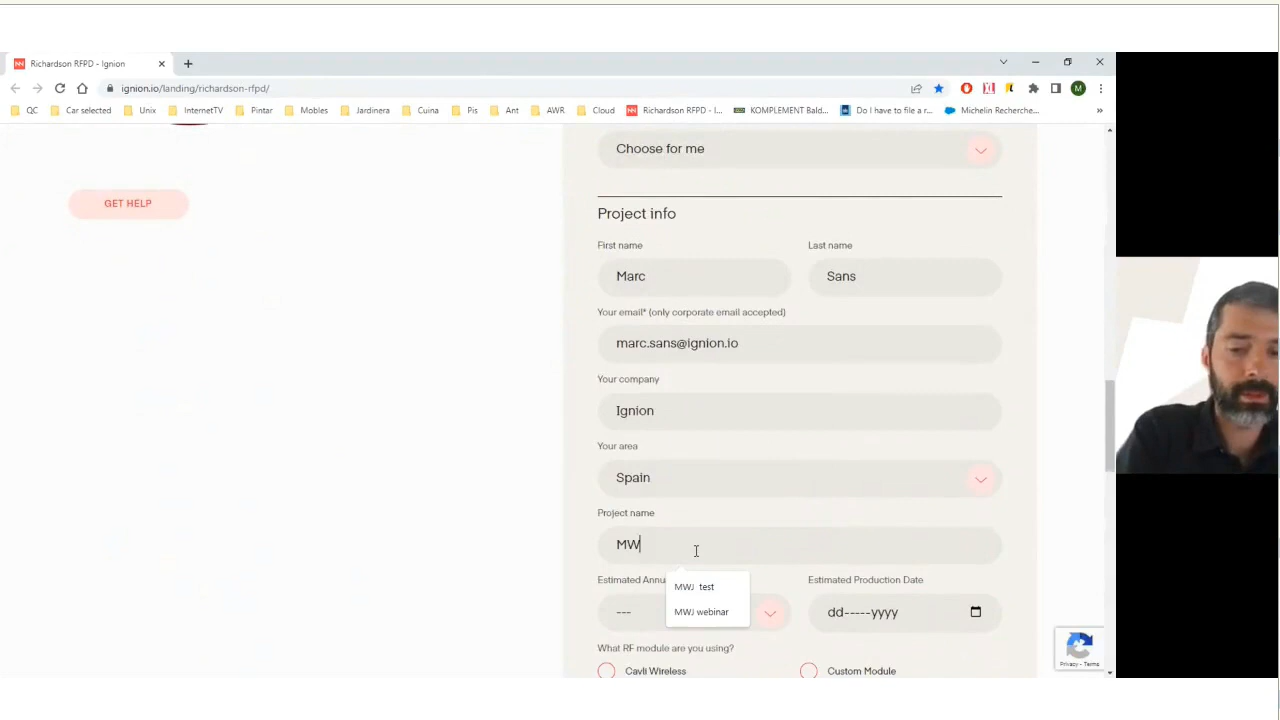 Richardson RFPD - Ignion
ignion.io/landing/richardson-rfpd/
QC Car selected Unix InternetTV Pintar Mobles Jardinera Cuina Pis Ant AWR Cloud Richardson RFPD - I... KOMPLEMENT Bald... Do I have to file a r... Michelin Recherche... »
M
Choose for me
GET HELP
Project info
First name Last name
Marc Sans
Your email* (only corporate email accepted)
marc.sans@ignion.io
Your company
Ignion
Your area
Spain
Project name
MW
Estimated Annu Estimated Production Date
MWJ test
--- dd-----yyyy
MWJ webinar
What RF module are you using?
Cavli Wireless Custom Module
Privacy - Terms